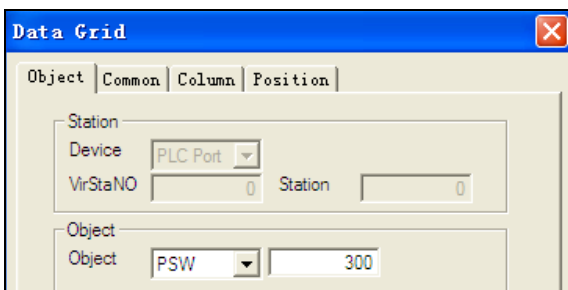 Data Grid
Object Common Column Position
Station
Device PLC Port
VirStaNO 0 Station 0
Object
Object PSW 300